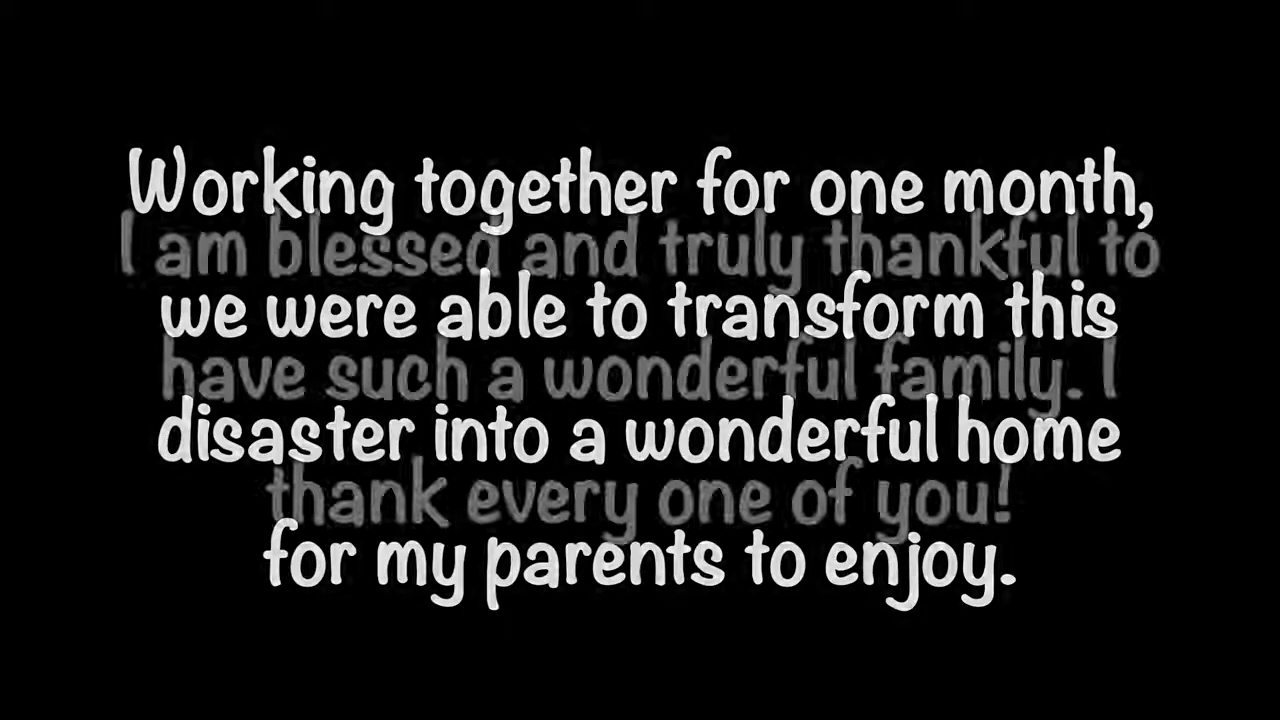 Working together for one month,
I am blessed and truly thankful to
we were able to transform this
have such a wonderful family. I
disaster into a wonderful home
thank every one of you!
for my parents to enjoy.